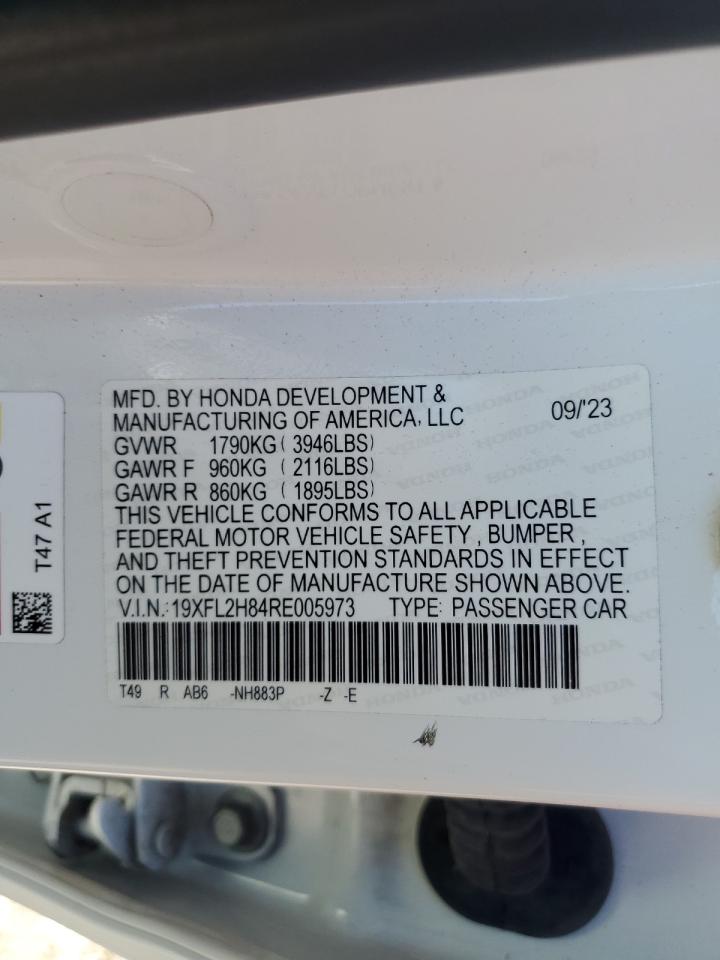 MFD. BY HONDA DEVELOPMENT &
MANUFACTURING OF AMERICA, LLC 09/'23
GVWR 1790KG ( 3946LBS)
GAWR F 960KG ( 2116LBS)
GAWR R 860KG ( 1895LBS)
THIS VEHICLE CONFORMS TO ALL APPLICABLE
FEDERAL MOTOR VEHICLE SAFETY , BUMPER ,
AND THEFT PREVENTION STANDARDS IN EFFECT
ON THE DATE OF MANUFACTURE SHOWN ABOVE.
V.I.N.: 19XFL2H84RE005973 TYPE: PASSENGER CAR
T49 R AB6 -NH883P -Z -E
T47 A1